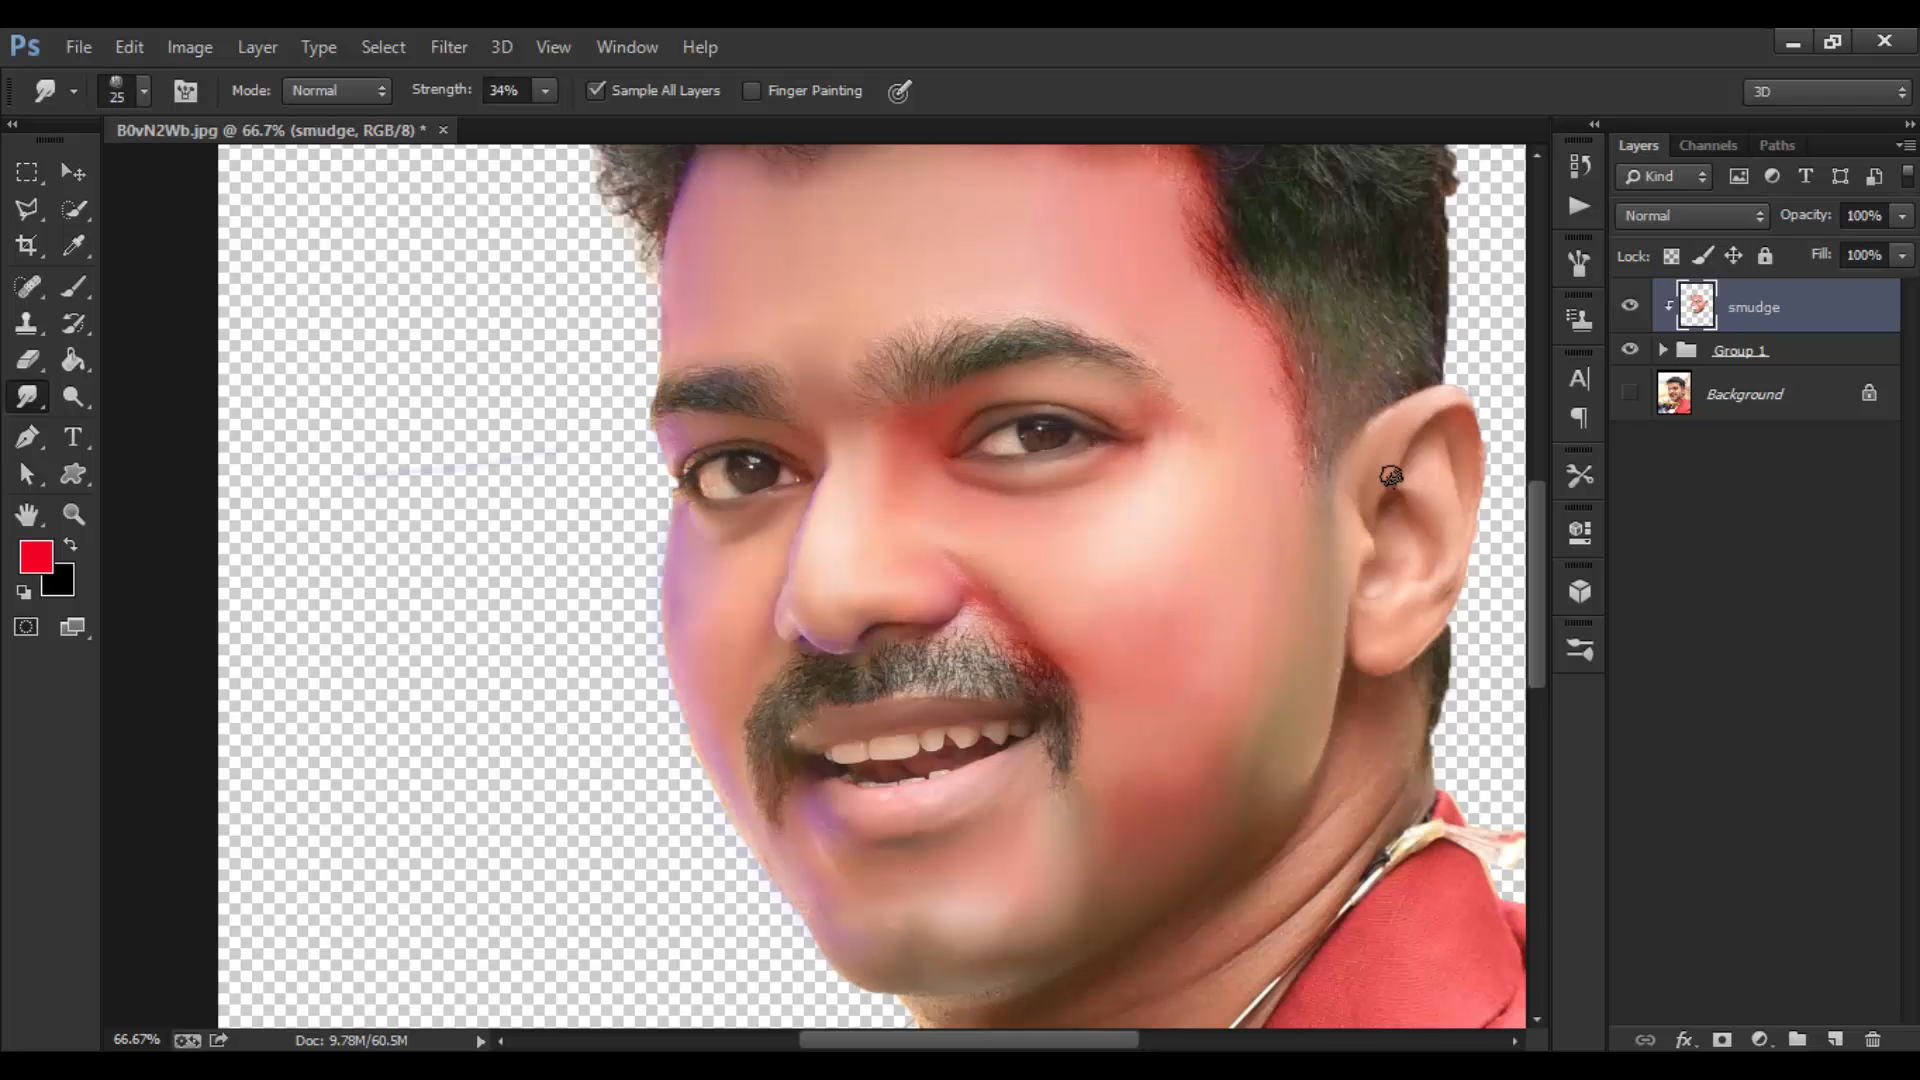 Ps File Edit Image Layer Type Select Filter 3D View Window Help
25 Mode: Normal Strength: 34% Sample All Layers Finger Painting 3D
B0vN2Wb.jpg @ 66.7% (smudge, RGB/8) * ×
Layers Channels Paths
Kind
Normal Opacity: 100%
Lock: Fill: 100%
smudge
Group 1
Background
66.67% Doc: 9.78M/60.5M